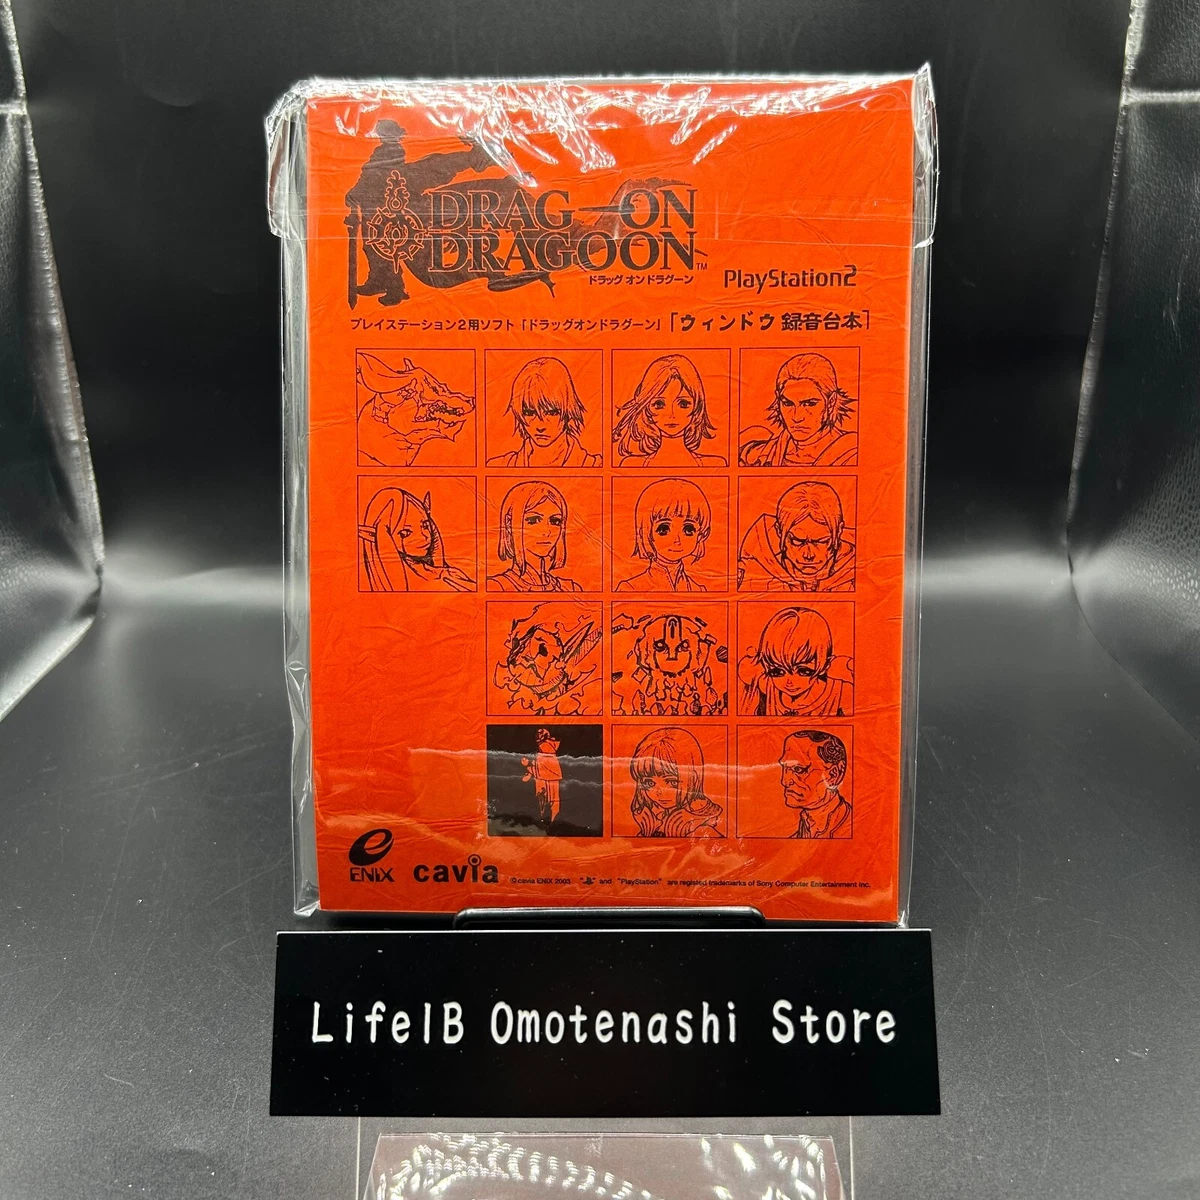 DRAG-ON
DRAGOON™
ドラッグ オン ドラグーン
PlayStation2
プレイステーション2用ソフト「ドラッグオンドラグーン」「ウィンドウ 録音台本」
ENIX cavia ©cavia ENIX 2003 " " and "PlayStation" are registed trademarks of Sony Computer Entertainment Inc.
LifeIB Omotenashi Store